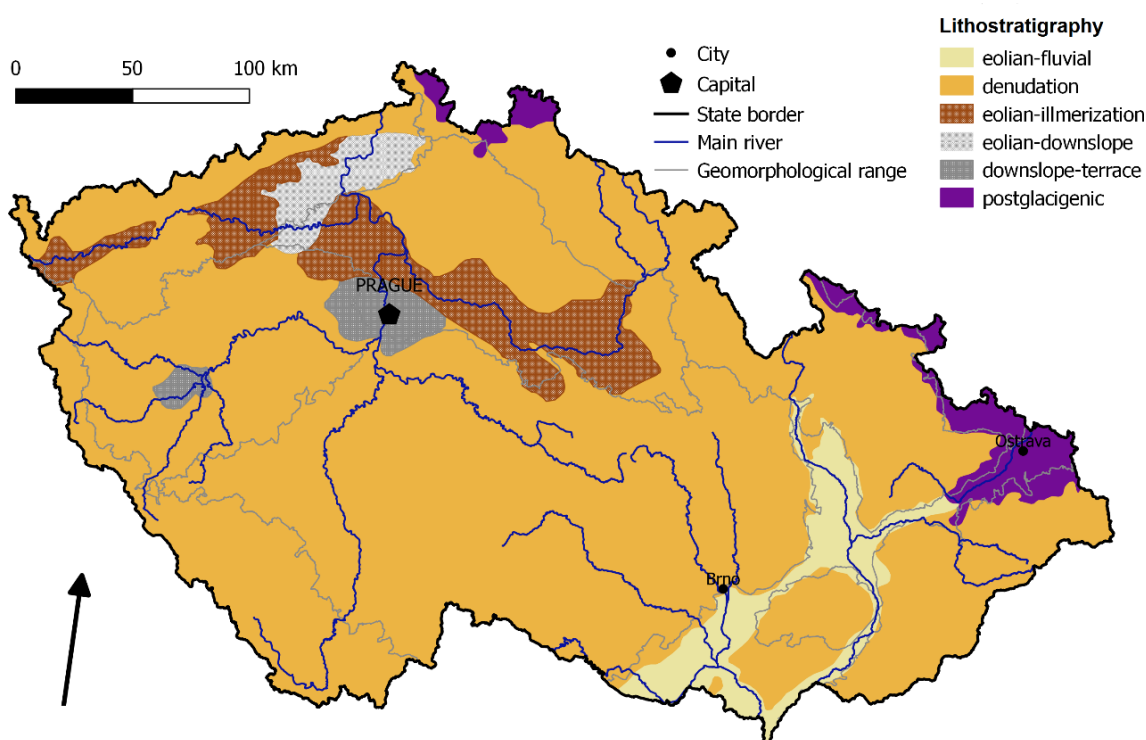 Lithostratigraphy
0 50 100 km
City
Capital
State border
Main river
Geomorphological range
eolian-fluvial
denudation
eolian-illmerization
eolian-downslope
downslope-terrace
postglacigenic
PRAGUE
Ostrava
Brno